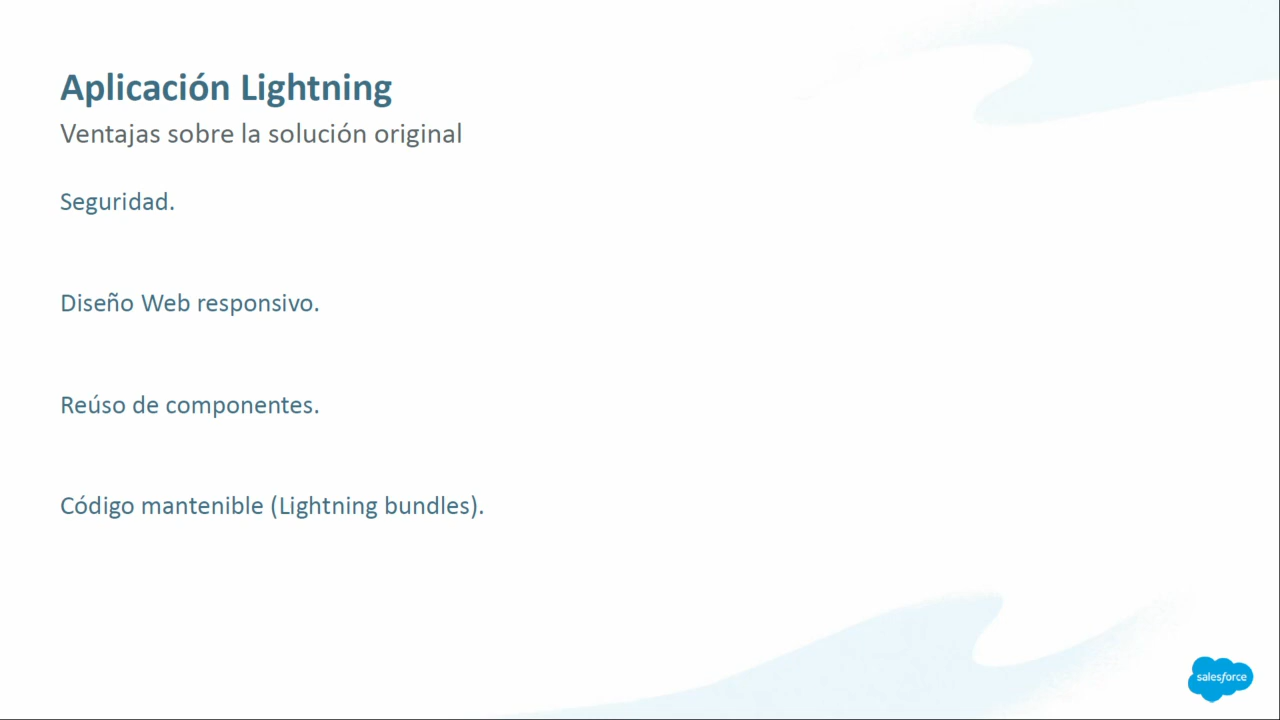 Aplicación Lightning
Ventajas sobre la solución original
Seguridad.
Diseño Web responsivo.
Reúso de componentes.
Código mantenible (Lightning bundles).
salesforce